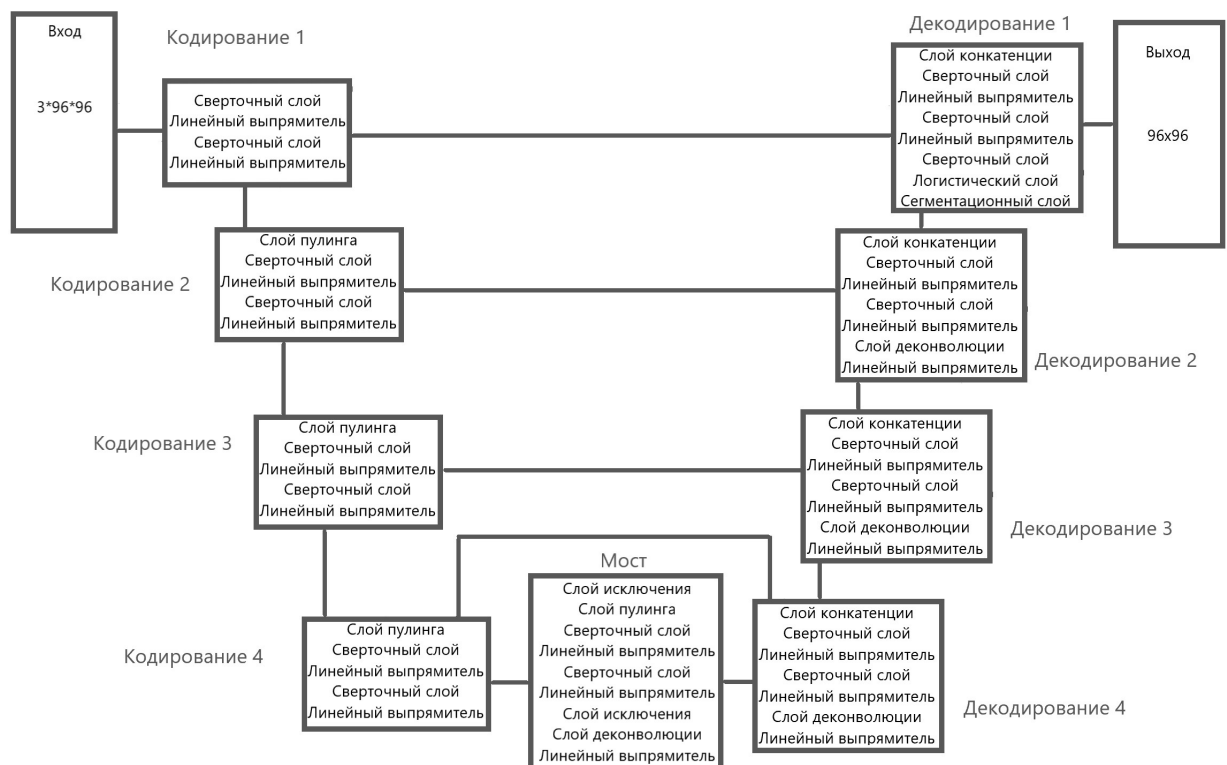 Вход
3*96*96
Кодирование 1
Сверточный слой
Линейный выпрямитель
Сверточный слой
Линейный выпрямитель
Кодирование 2
Слой пулинга
Сверточный слой
Линейный выпрямитель
Сверточный слой
Линейный выпрямитель
Кодирование 3
Слой пулинга
Сверточный слой
Линейный выпрямитель
Сверточный слой
Линейный выпрямитель
Кодирование 4
Слой пулинга
Сверточный слой
Линейный выпрямитель
Сверточный слой
Линейный выпрямитель
Мост
Слой исключения
Слой пулинга
Сверточный слой
Линейный выпрямитель
Сверточный слой
Линейный выпрямитель
Слой исключения
Слой деконволюции
Линейный выпрямитель
Слой конкатенции
Сверточный слой
Линейный выпрямитель
Сверточный слой
Линейный выпрямитель
Слой деконволюции
Линейный выпрямитель
Декодирование 4
Слой конкатенции
Сверточный слой
Линейный выпрямитель
Сверточный слой
Линейный выпрямитель
Слой деконволюции
Линейный выпрямитель
Декодирование 3
Слой конкатенции
Сверточный слой
Линейный выпрямитель
Сверточный слой
Линейный выпрямитель
Слой деконволюции
Линейный выпрямитель
Декодирование 2
Декодирование 1
Слой конкатенции
Сверточный слой
Линейный выпрямитель
Сверточный слой
Линейный выпрямитель
Сверточный слой
Логистический слой
Сегментационный слой
Выход
96x96